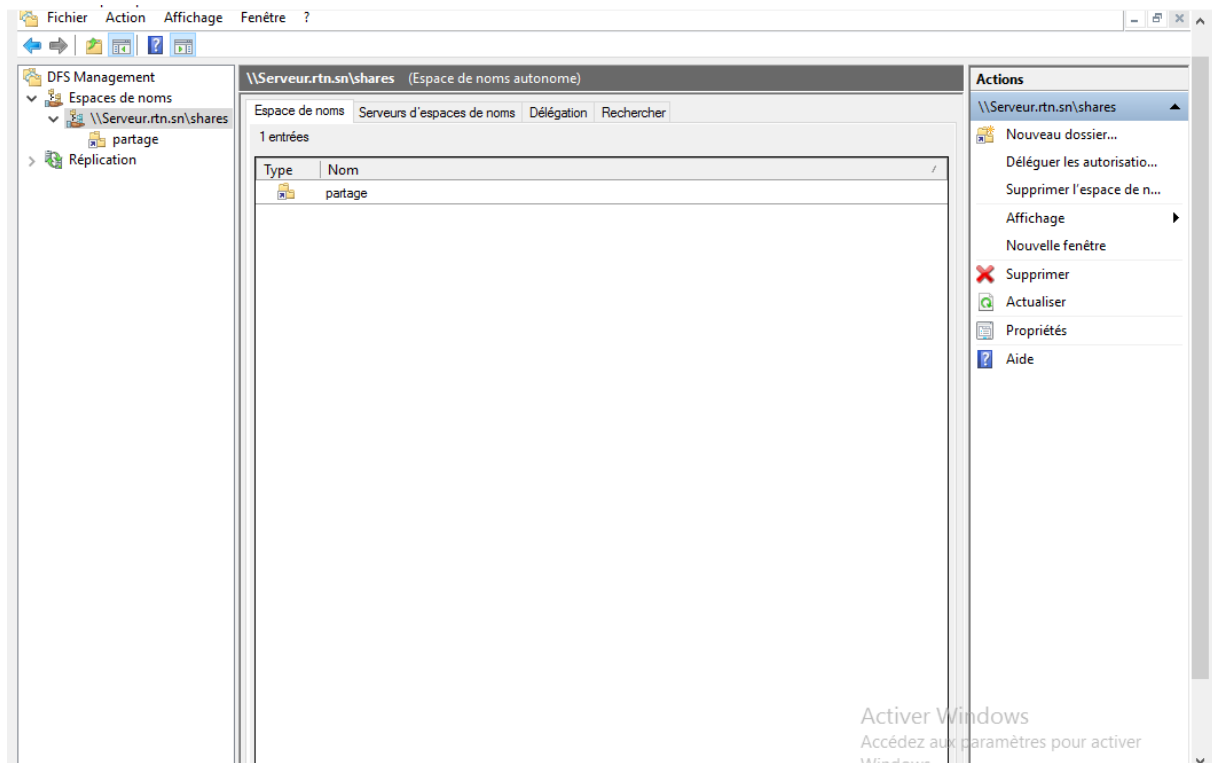 Fichier Action Affichage Fenêtre ?
DFS Management
Espaces de noms
\\Serveur.rtn.sn\shares
partage
Réplication
\\Serveur.rtn.sn\shares (Espace de noms autonome)
Espace de noms Serveurs d'espaces de noms Délégation Rechercher
1 entrées
Type Nom
partage
Actions
\\Serveur.rtn.sn\shares
Nouveau dossier...
Déléguer les autorisatio...
Supprimer l'espace de n...
Affichage
Nouvelle fenêtre
Supprimer
Actualiser
Propriétés
Aide
Activer Windows
Accédez aux paramètres pour activer
Windows